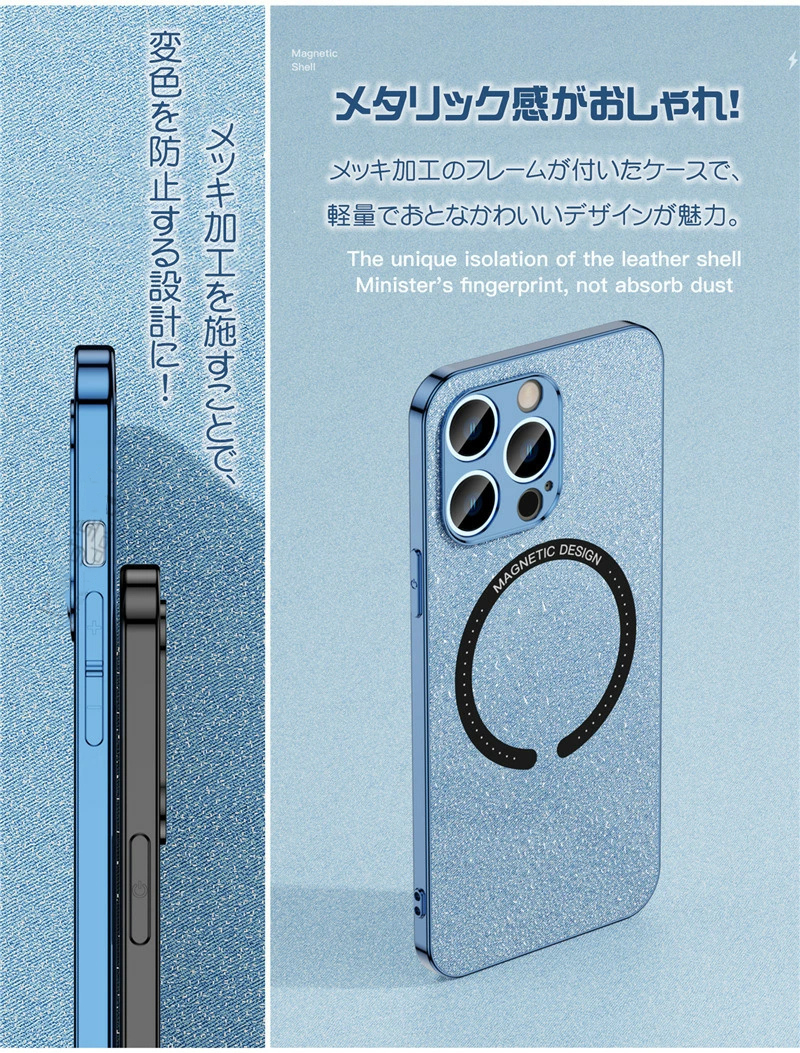 メッキ加工を施すことで、
変色を防止する設計に！
Magnetic
Shell
メタリック感がおしゃれ！
メッキ加工のフレームが付いたケースで、
軽量でおとなかわいいデザインが魅力。
The unique isolation of the leather shell
Minister's fingerprint, not absorb dust
MAGNETIC DESIGN